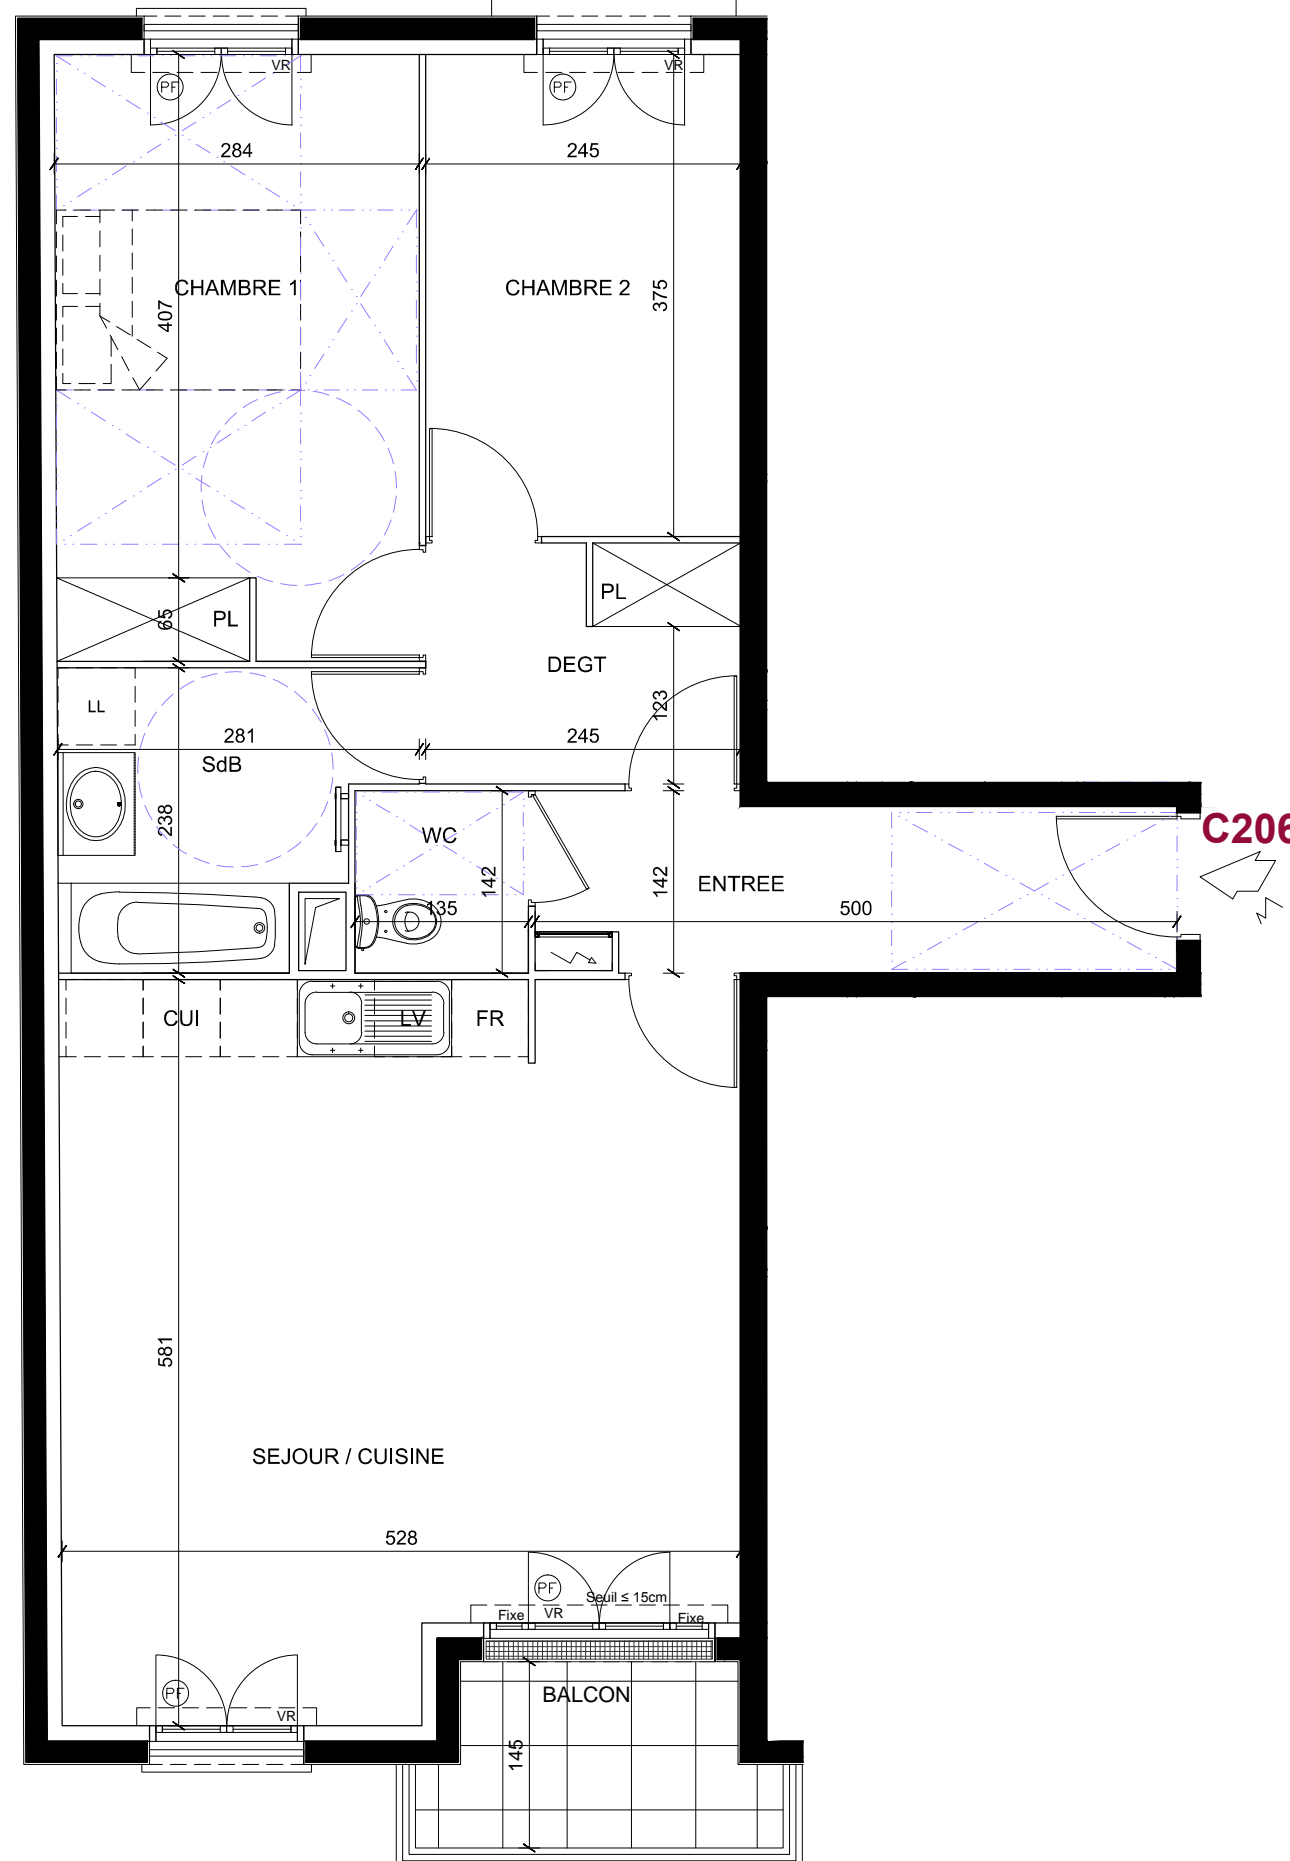 VR
VR
PF
PF
284
245
CHAMBRE 1
CHAMBRE 2
407
375
65
PL
PL
DEGT
LL
123
281
245
SdB
238
WC
C206
142
142
ENTREE
135
500
CUI
LV
FR
581
SEJOUR / CUISINE
528
PF
Seuil ≤ 15cm
Fixe
VR
Fixe
PF
BALCON
VR
145